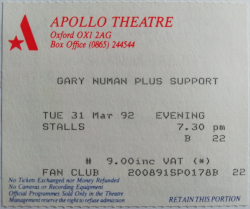 APOLLO THEATRE
Oxford OX1 2AG
Box Office (0865) 244544
GARY NUMAN PLUS SUPPORT
TUE 31 Mar 92 EVENING
STALLS 7.30 pm
B 22
# 9.00inc VAT (*)
FAN CLUB 200891SP0178B 22
No Tickets Exchanged nor Money Refunded
No Cameras or Recording Equipment
Official Programmes Sold Only in the Theatre
Management reserve the right to refuse admission
RETAIN THIS PORTION